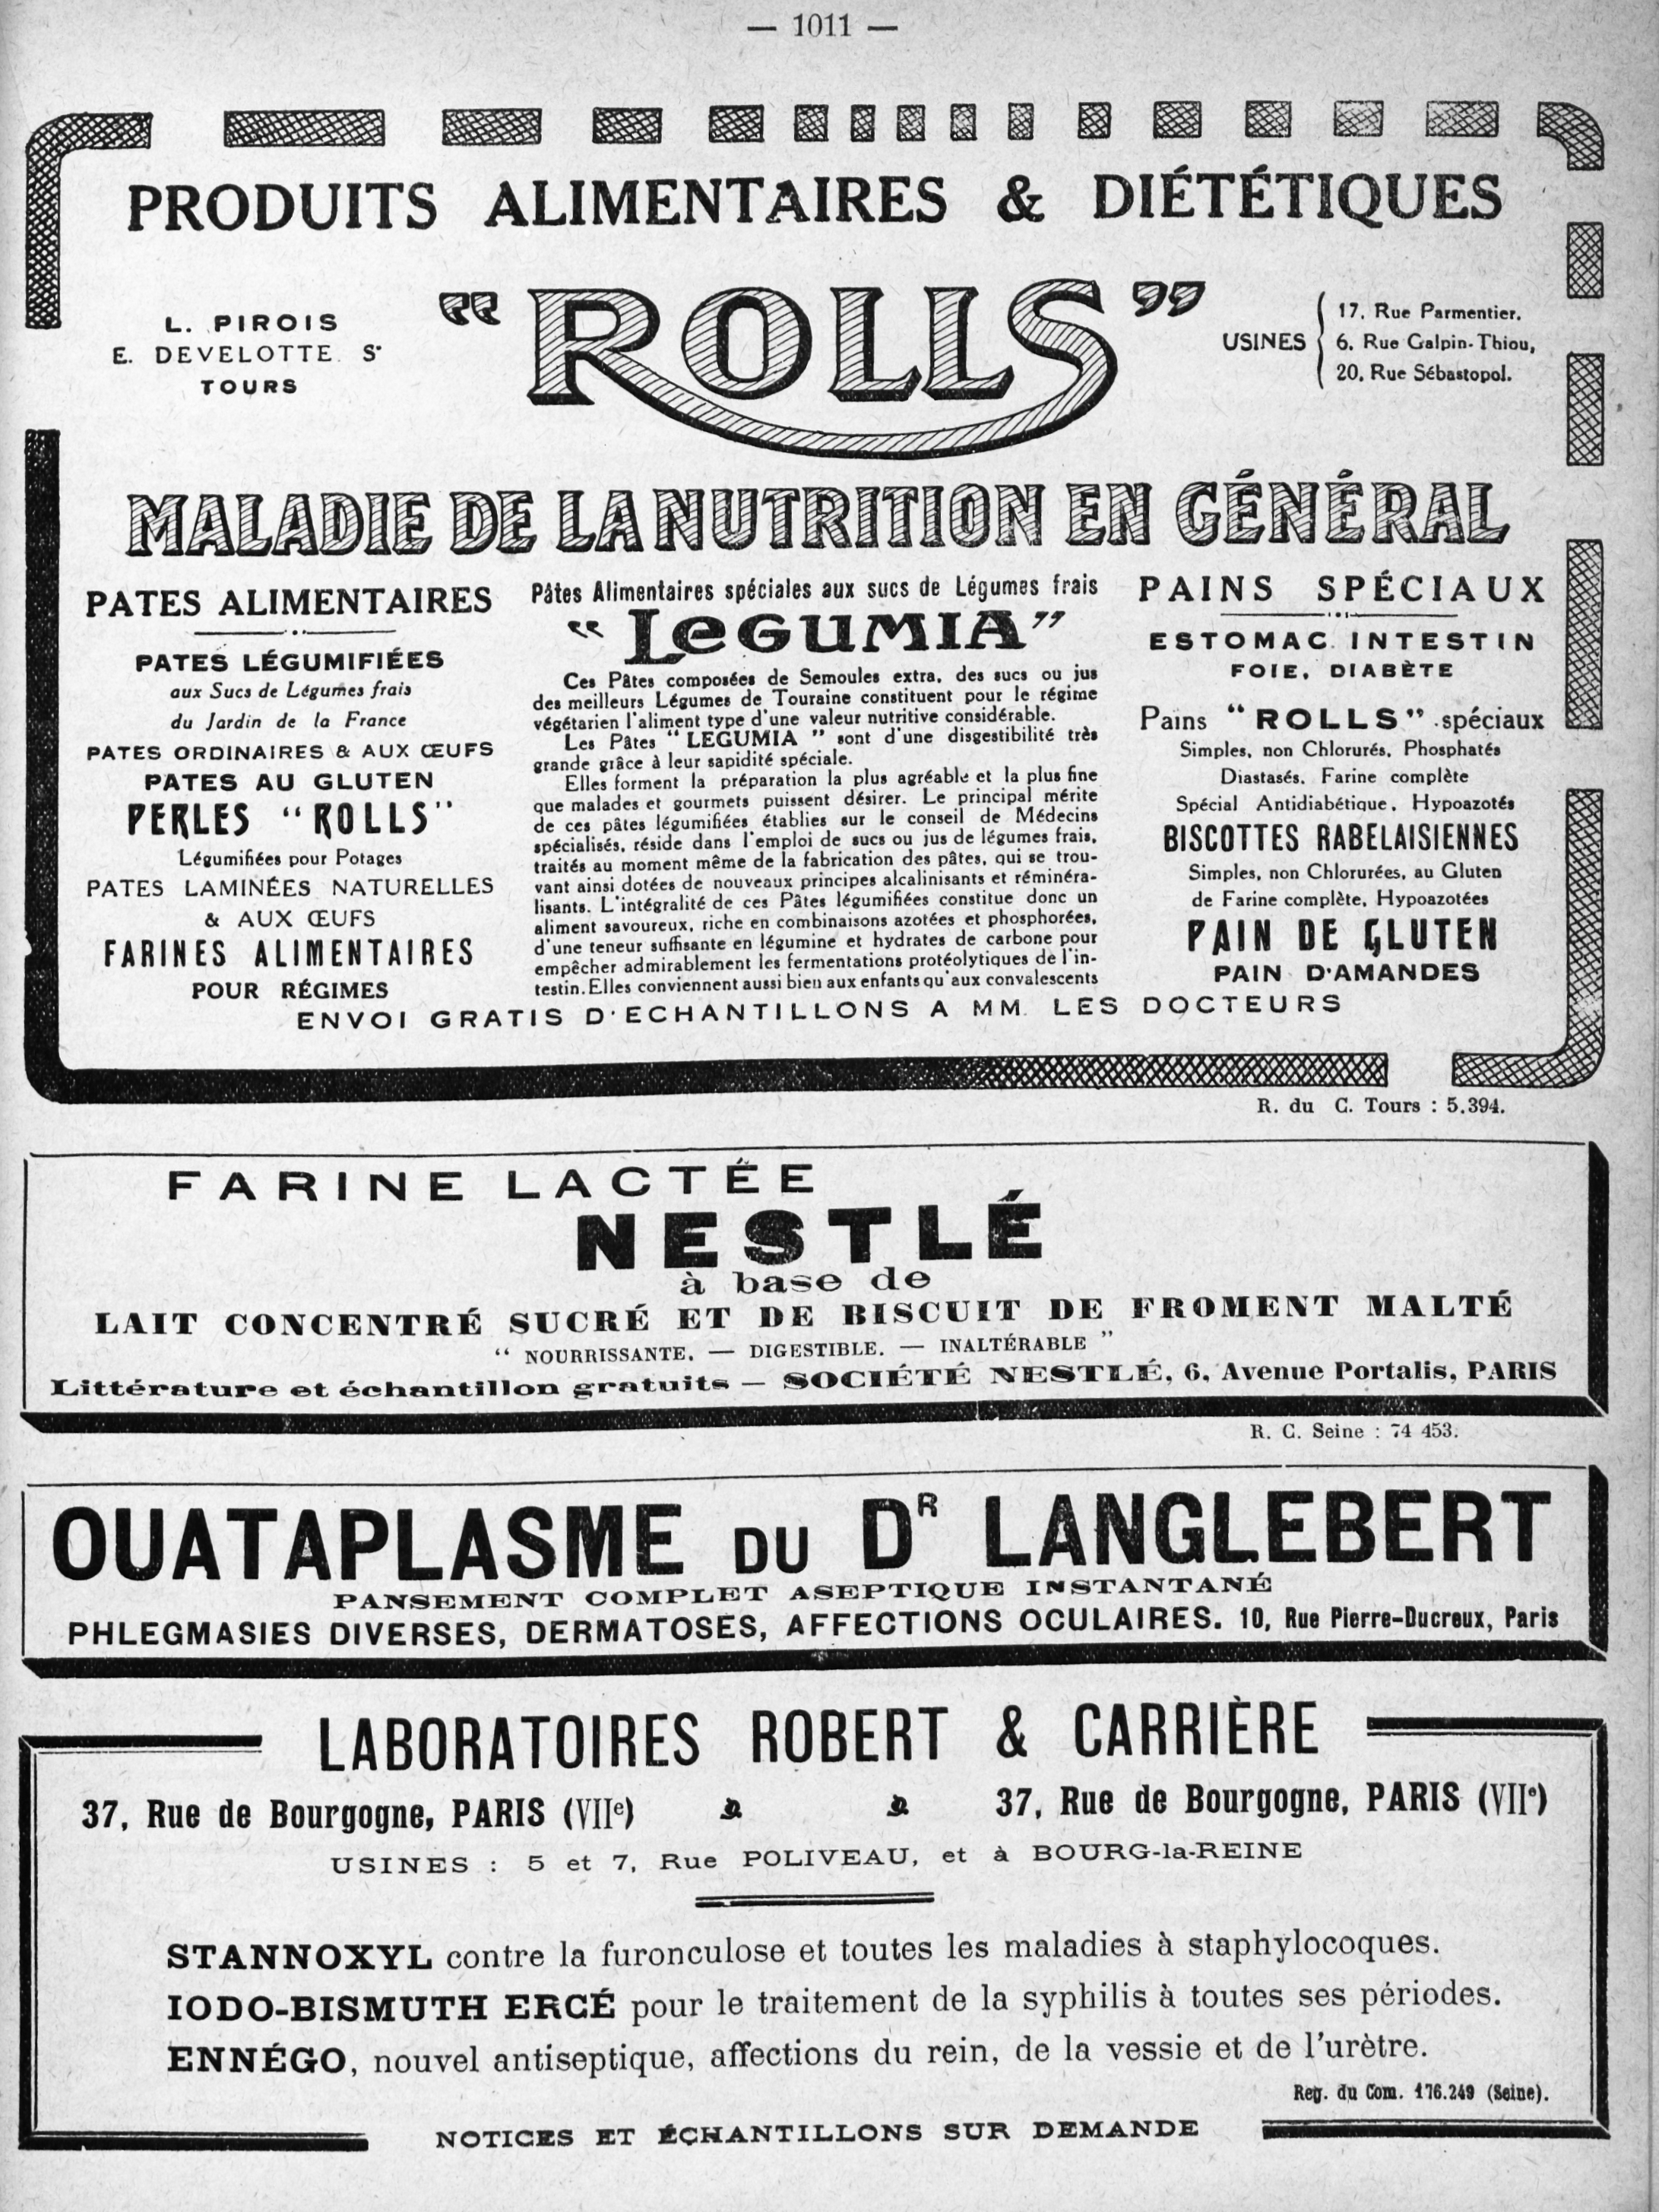 — 1011 —
PRODUITS ALIMENTAIRES & DIÉTÉTIQUES
L. PIROIS
E. DEVELOTTE. Sr
TOURS
“ROLLS”
USINES
17, Rue Parmentier,
6, Rue Galpin-Thiou,
20, Rue Sébastopol.
MALADIE DE LA NUTRITION EN GÉNÉRAL
PATES ALIMENTAIRES
PATES LÉGUMIFIÉES
aux Sucs de Légumes frais
du Jardin de la France
PATES ORDINAIRES & AUX ŒUFS
PATES AU GLUTEN
PERLES “ROLLS”
Légumifiées pour Potages
PATES LAMINÉES NATURELLES
& AUX ŒUFS
FARINES ALIMENTAIRES
POUR RÉGIMES
Pâtes Alimentaires spéciales aux sucs de Légumes frais
“LEGUMIA”
Ces Pâtes composées de Semoules extra, des sucs ou jus
des meilleurs Légumes de Touraine constituent pour le régime
végétarien l'aliment type d'une valeur nutritive considérable.
Les Pâtes “LEGUMIA” sont d'une disgestibilité très
grande grâce à leur sapidité spéciale.
Elles forment la préparation la plus agréable et la plus fine
que malades et gourmets puissent désirer. Le principal mérite
de ces pâtes légumifiées établies sur le conseil de Médecins
spécialisés, réside dans l'emploi de sucs ou jus de légumes frais,
traités au moment même de la fabrication des pâtes, qui se trou-
vant ainsi dotées de nouveaux principes alcalinisants et réminéra-
lisants. L'intégralité de ces Pâtes légumifiées constitue donc un
aliment savoureux, riche en combinaisons azotées et phosphorées,
d'une teneur suffisante en légumine et hydrates de carbone pour
empêcher admirablement les fermentations protéolytiques de l'in-
testin. Elles conviennent aussi bien aux enfants qu'aux convalescents
PAINS SPÉCIAUX
ESTOMAC. INTESTIN
FOIE, DIABÈTE
Pains “ROLLS” spéciaux
Simples, non Chlorurés, Phosphatés
Diastasés, Farine complète
Spécial Antidiabétique, Hypoazotés
BISCOTTES RABELAISIENNES
Simples, non Chlorurées, au Gluten
de Farine complète, Hypoazotées
PAIN DE GLUTEN
PAIN D'AMANDES
ENVOI GRATIS D'ECHANTILLONS A MM. LES DOCTEURS
R. du C. Tours : 5.394.
FARINE LACTÉE
NESTLÉ
à base de
LAIT CONCENTRÉ SUCRÉ ET DE BISCUIT DE FROMENT MALTÉ
“ NOURRISSANTE. — DIGESTIBLE. — INALTÉRABLE ”
Littérature et échantillon gratuits — SOCIÉTÉ NESTLÉ, 6, Avenue Portalis, PARIS
R. C. Seine : 74 453.
OUATAPLASME DU DR LANGLEBERT
PANSEMENT COMPLET ASEPTIQUE INSTANTANÉ
PHLEGMASIES DIVERSES, DERMATOSES, AFFECTIONS OCULAIRES. 10, Rue Pierre-Ducreux, Paris
LABORATOIRES ROBERT & CARRIÈRE
37, Rue de Bourgogne, PARIS (VIIe) 37, Rue de Bourgogne, PARIS (VIIe)
USINES : 5 et 7, Rue POLIVEAU, et à BOURG-la-REINE
STANNOXYL contre la furonculose et toutes les maladies à staphylocoques.
IODO-BISMUTH ERCÉ pour le traitement de la syphilis à toutes ses périodes.
ENNÉGO, nouvel antiseptique, affections du rein, de la vessie et de l'urètre.
Reg. du Com. 176.249 (Seine).
NOTICES ET ÉCHANTILLONS SUR DEMANDE